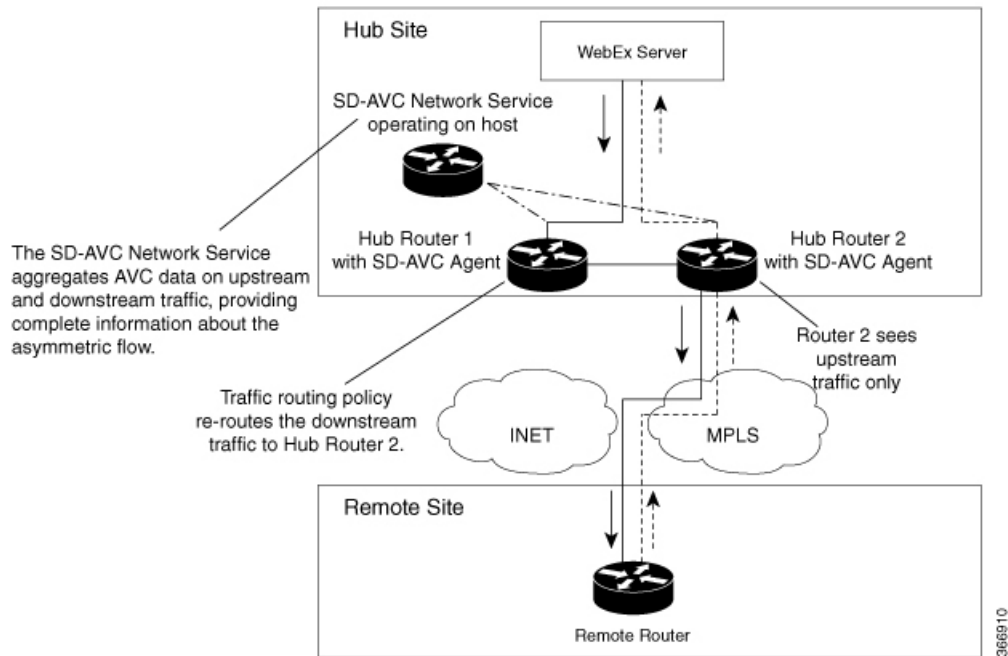 Hub Site
WebEx Server
SD-AVC Network Service
operating on host
The SD-AVC Network Service
aggregates AVC data on upstream
and downstream traffic, providing
complete information about the
asymmetric flow.
Hub Router 1
with SD-AVC Agent
Hub Router 2
with SD-AVC Agent
Router 2 sees
upstream
traffic only
Traffic routing policy
re-routes the downstream
traffic to Hub Router 2.
INET
MPLS
Remote Site
Remote Router
366910